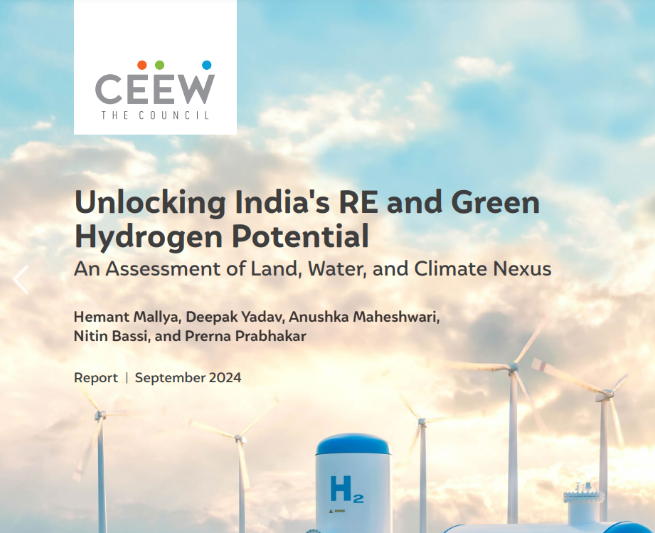 CEEW
THE COUNCIL
Unlocking India's RE and Green
Hydrogen Potential
An Assessment of Land, Water, and Climate Nexus
Hemant Mallya, Deepak Yadav, Anushka Maheshwari,
Nitin Bassi, and Prerna Prabhakar
Report | September 2024
H2